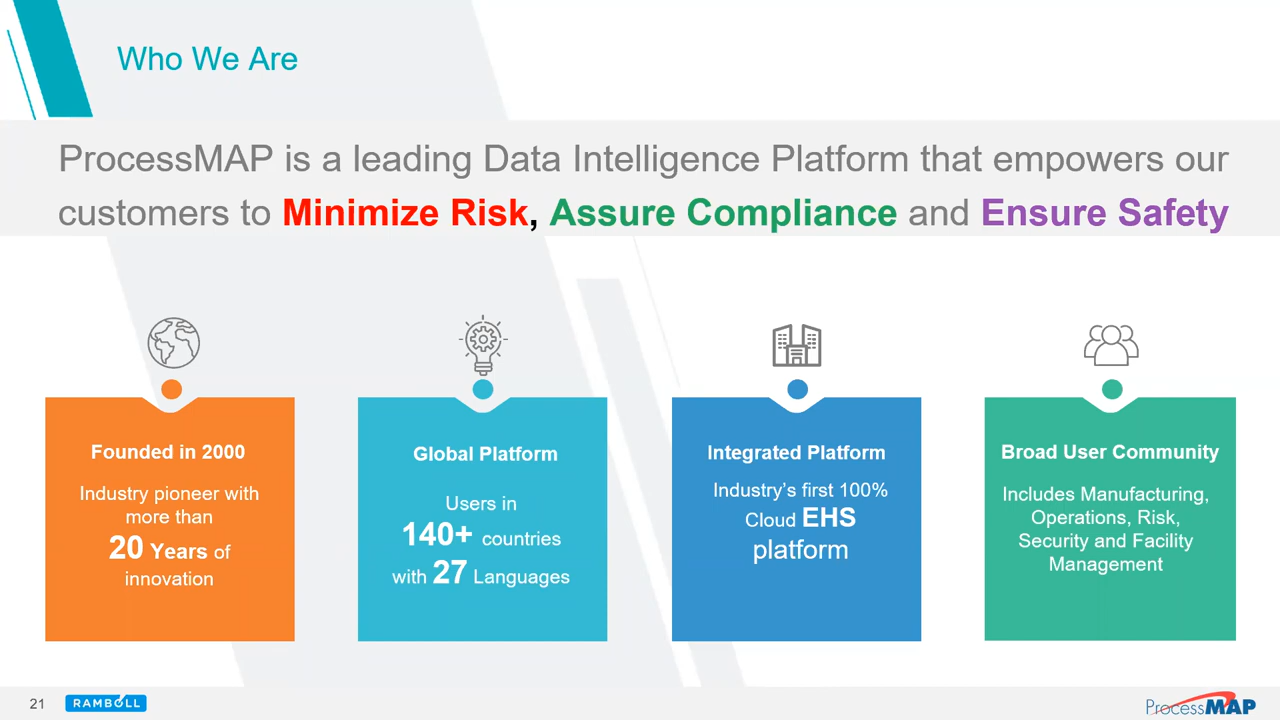 Who We Are
ProcessMAP is a leading Data Intelligence Platform that empowers our
customers to Minimize Risk, Assure Compliance and Ensure Safety
Founded in 2000
Industry pioneer with
more than
20 Years of
innovation
Global Platform
Users in
140+ countries
with 27 Languages
Integrated Platform
Industry’s first 100%
Cloud EHS
platform
Broad User Community
Includes Manufacturing,
Operations, Risk,
Security and Facility
Management
21
RAMBOLL
ProcessMAP